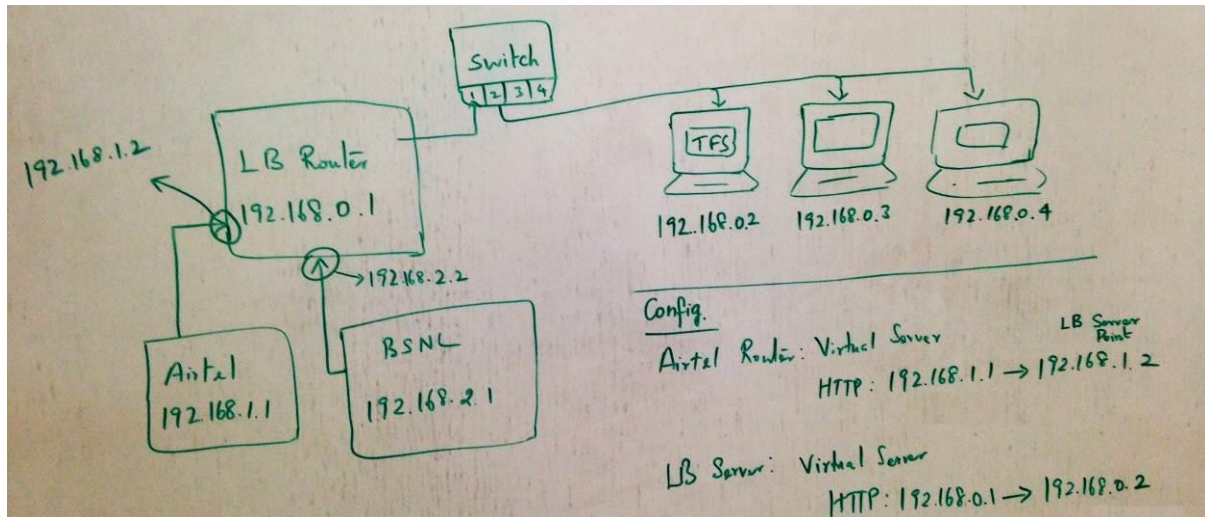 Switch
1 2 3 4
192.168.1.2
LB Router
192.168.0.1
TFS
192.168.0.2
192.168.0.3
192.168.0.4
→192.168.2.2
Airtel
192.168.1.1
BSNL
192.168.2.1
Config.
Airtel Router: Virtual Server
LB Server
Point
HTTP: 192.168.1.1 → 192.168.1.2
LB Server: Virtual Server
HTTP: 192.168.0.1 → 192.168.0.2